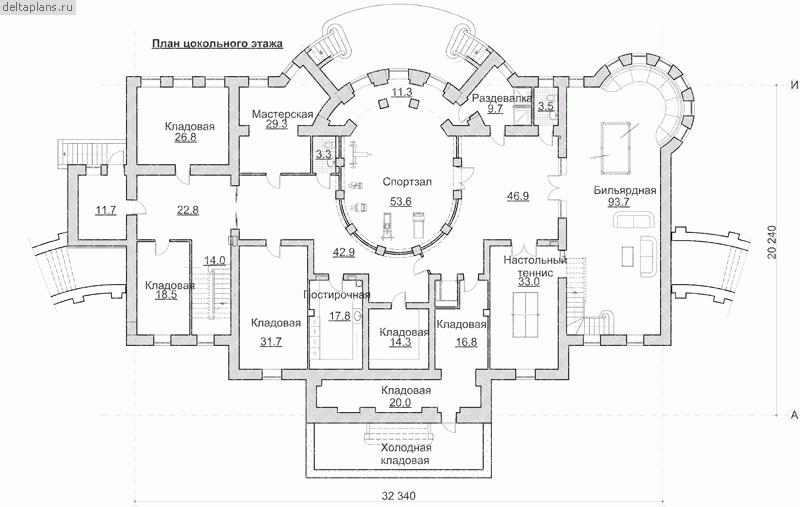 deltaplans.ru
План цокольного этажа
И
11.3
Раздевалка
9.7
3.5
Мастерская
29.3
Кладовая
26.8
3.3
Спортзал
53.6
46.9
Бильярдная
93.7
11.7
22.8
20 240
42.9
14.0
Настольный
теннис
33.0
Кладовая
18.5
Постирочная
17.8
Кладовая
31.7
Кладовая
14.3
Кладовая
16.8
Кладовая
20.0
А
Холодная
кладовая
32 340